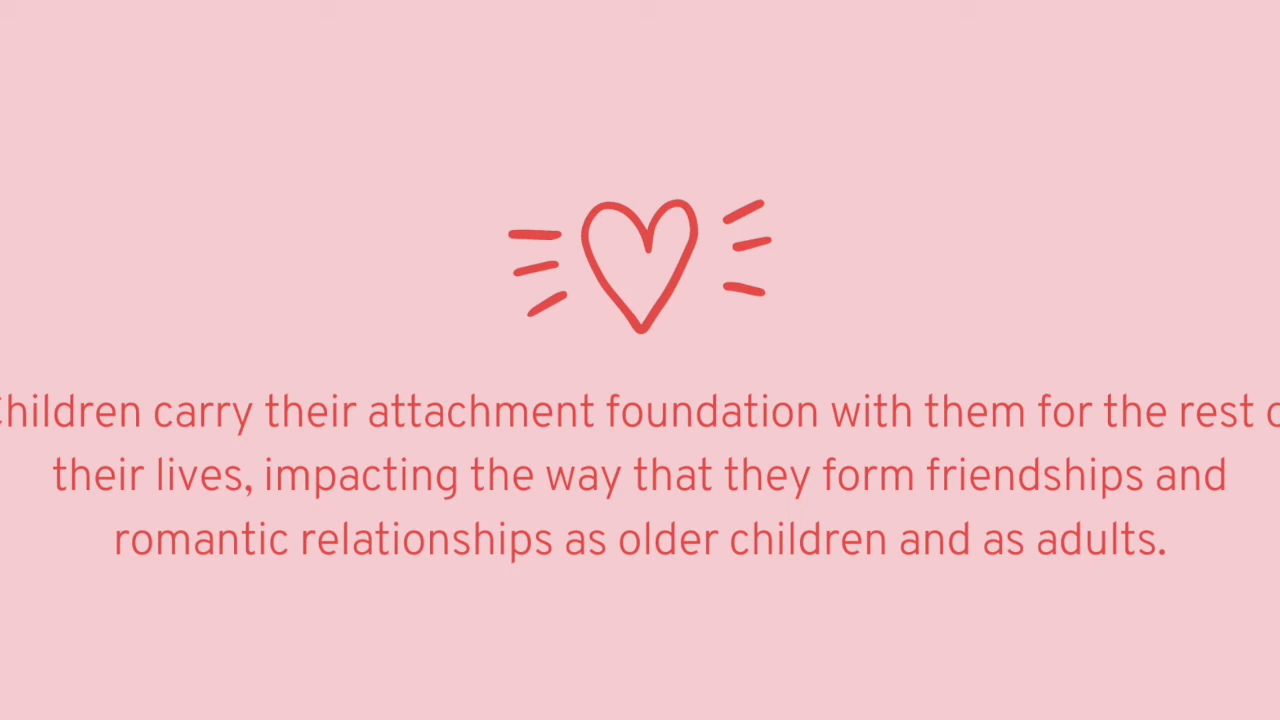 Children carry their attachment foundation with them for the rest o
their lives, impacting the way that they form friendships and
romantic relationships as older children and as adults.